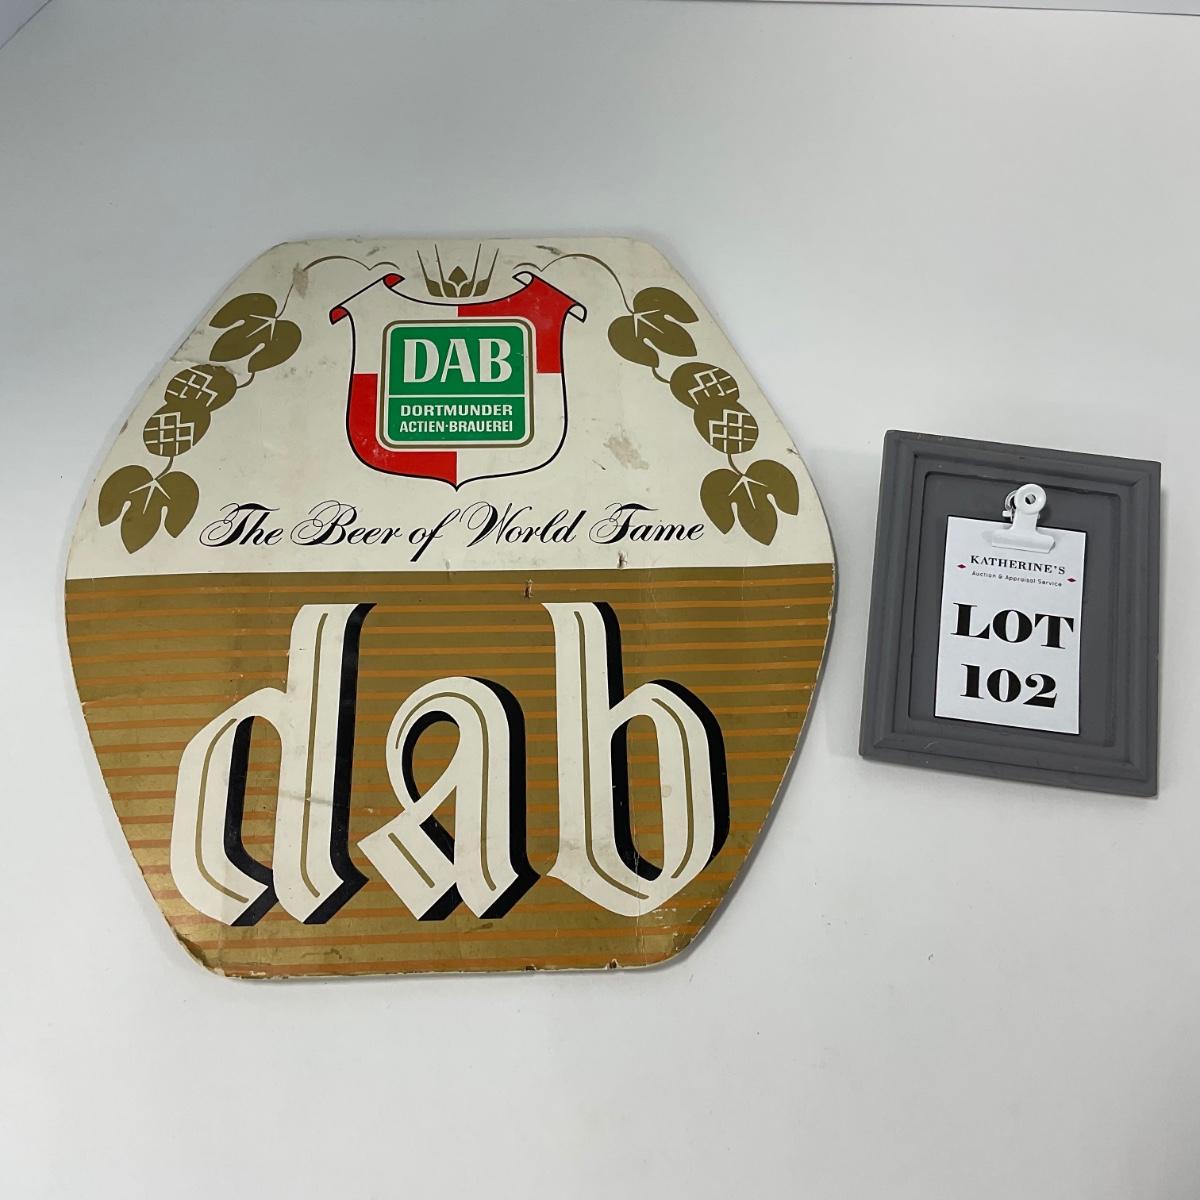 DAB
DORTMUNDER
ACTIEN-BRAUEREI
The Beer of World Fame
dab
KATHERINE'S
Auction & Appraisal Service
LOT
102